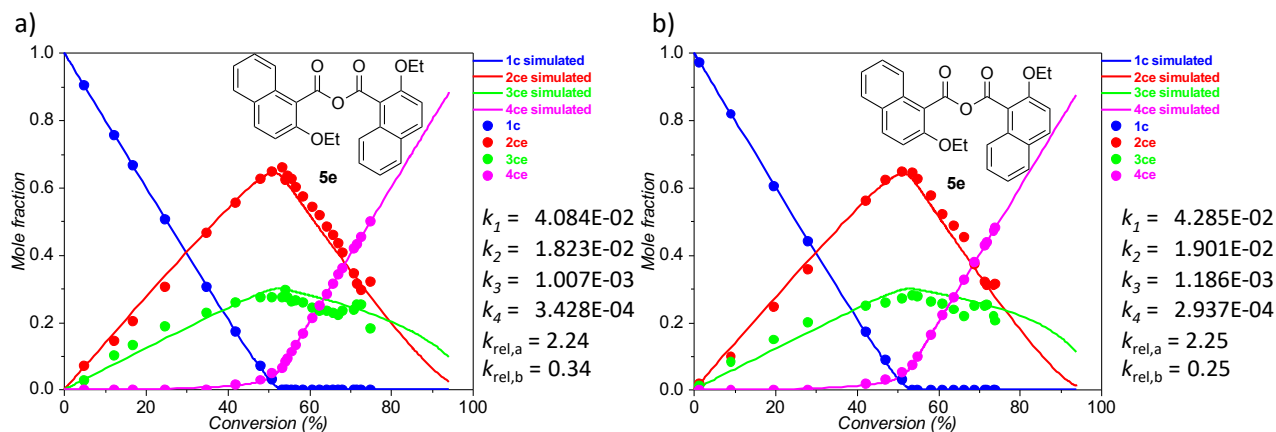 a)
Mole fraction
1.0
0.8
0.6
0.4
0.2
0.0
0
20
40
60
80
100
Conversion (%)
O
O
OEt
O
OEt
5e
1c simulated
2ce simulated
3ce simulated
4ce simulated
1c
2ce
3ce
4ce
k1 = 4.084E-02
k2 = 1.823E-02
k3 = 1.007E-03
k4 = 3.428E-04
krel,a = 2.24
krel,b = 0.34
b)
Mole fraction
1.0
0.8
0.6
0.4
0.2
0.0
0
20
40
60
80
100
Conversion (%)
O
O
OEt
O
OEt
5e
1c simulated
2ce simulated
3ce simulated
4ce simulated
1c
2ce
3ce
4ce
k1 = 4.285E-02
k2 = 1.901E-02
k3 = 1.186E-03
k4 = 2.937E-04
krel,a = 2.25
krel,b = 0.25